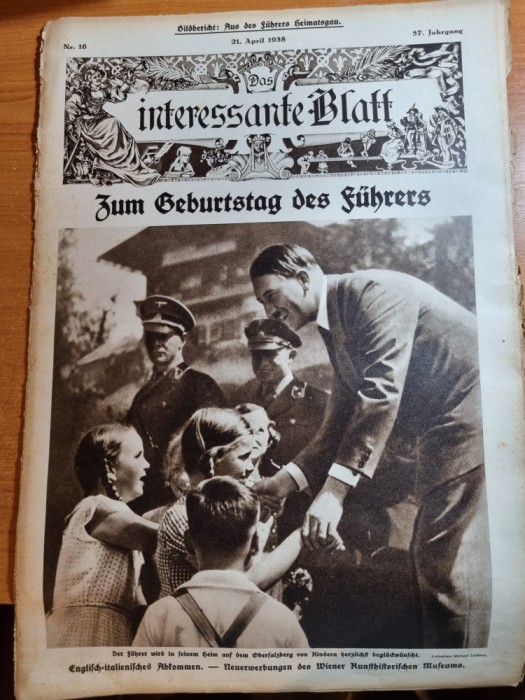 Bildbericht: Aus des Führers Heimatsgau.
Nr. 16
21. April 1938
57. Jahrgang
Das
interessante Blatt
Zum Geburtstag des Führers
Der Führer wird in seinem Heim auf dem Obersalzberg von Kindern herzlichst beglückwünscht.
Englisch-italienisches Abkommen. — Neuerwerbungen des Wiener Kunsthistorischen Museums.